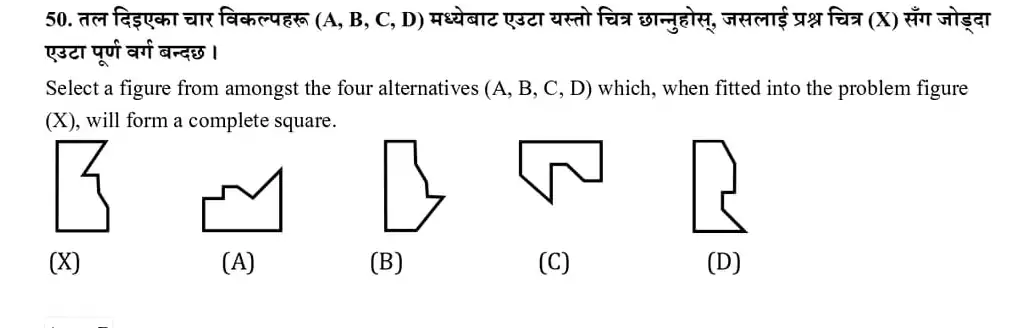 50. तल दिइएका चार विकल्पहरू (A, B, C, D) मध्येबाट एउटा यस्तो चित्र छान्नुहोस्, जसलाई प्रश्न चित्र (X) सँग जोड्दा
एउटा पूर्ण वर्ग बन्दछ ।
Select a figure from amongst the four alternatives (A, B, C, D) which, when fitted into the problem figure
(X), will form a complete square.
(X) (A) (B) (C) (D)